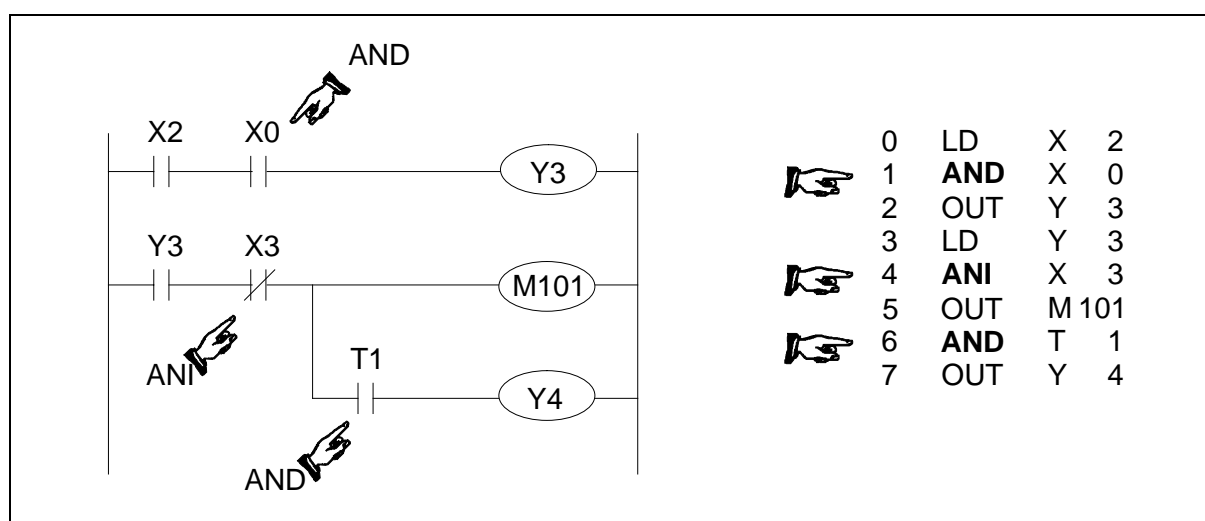 AND
X2 X0
Y3
Y3 X3
M101
ANI
T1
Y4
AND
0 LD X 2
1 AND X 0
2 OUT Y 3
3 LD Y 3
4 ANI X 3
5 OUT M 101
6 AND T 1
7 OUT Y 4